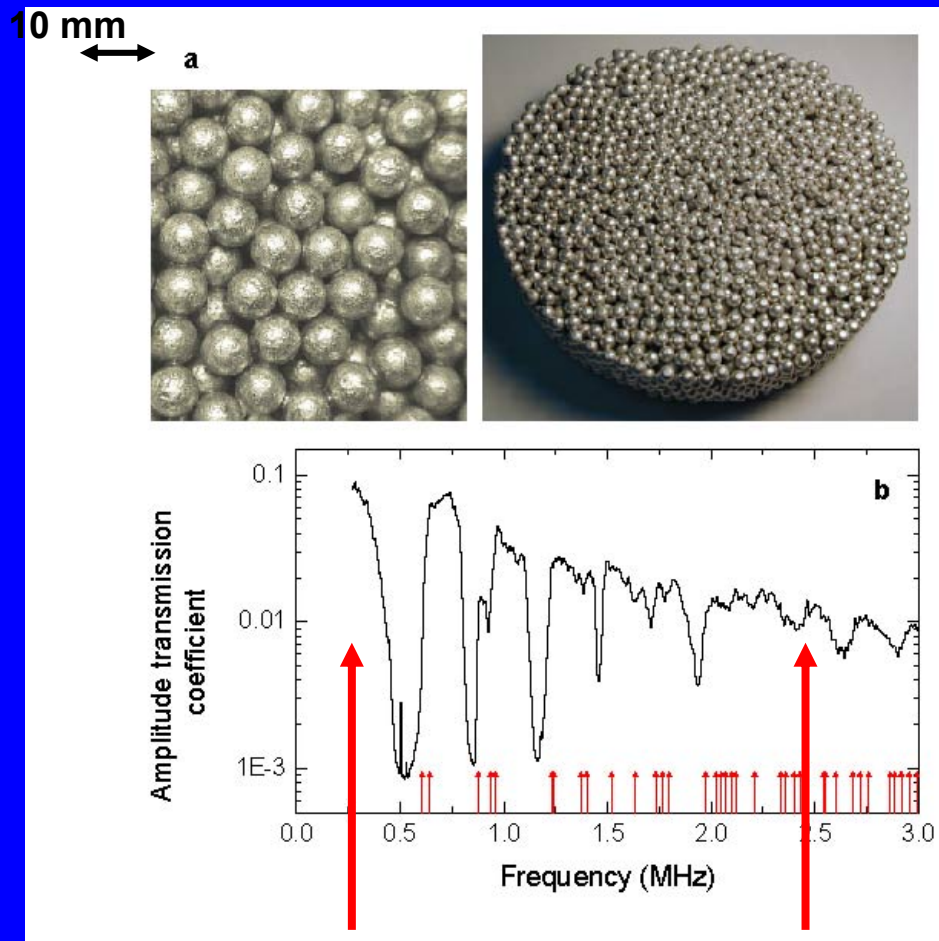 10 mm
a
b
0.1
0.01
1E-3
Amplitude transmission
coefficient
0.0 0.5 1.0 1.5 2.0 2.5 3.0
Frequency (MHz)